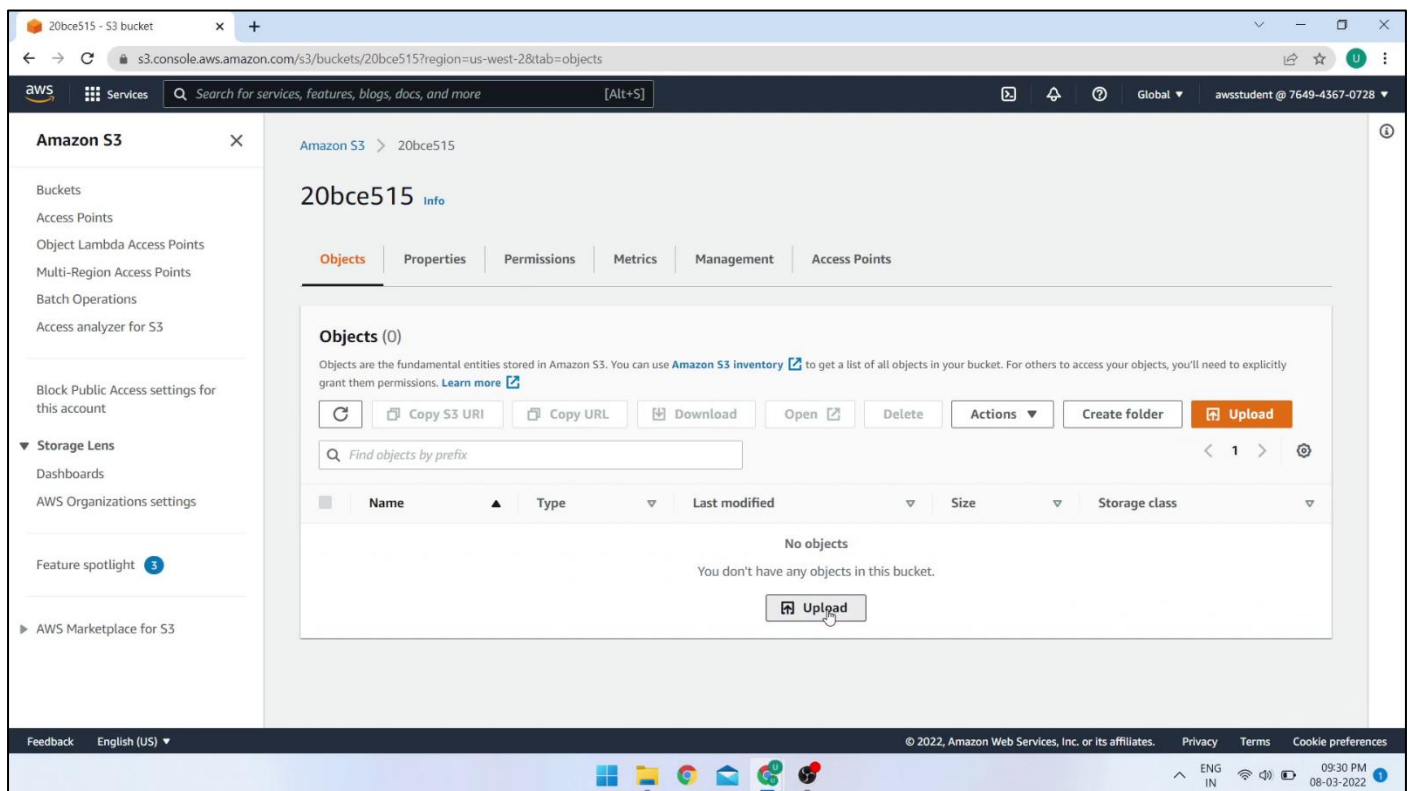 20bce515 - S3 bucket
s3.console.aws.amazon.com/s3/buckets/20bce515?region=us-west-2&tab=objects
U
aws Services Search for services, features, blogs, docs, and more [Alt+S] Global ▼ awsstudent @ 7649-4367-0728 ▼
Amazon S3
Buckets
Access Points
Object Lambda Access Points
Multi-Region Access Points
Batch Operations
Access analyzer for S3
Block Public Access settings for
this account
Storage Lens
Dashboards
AWS Organizations settings
Feature spotlight 3
AWS Marketplace for S3
Amazon S3 > 20bce515
20bce515 Info
Objects Properties Permissions Metrics Management Access Points
Objects (0)
Objects are the fundamental entities stored in Amazon S3. You can use Amazon S3 inventory to get a list of all objects in your bucket. For others to access your objects, you'll need to explicitly
grant them permissions. Learn more
Copy S3 URI Copy URL Download Open Delete Actions ▼ Create folder Upload
Find objects by prefix < 1 >
Name ▲ Type Last modified Size Storage class
No objects
You don't have any objects in this bucket.
Upload
Feedback English (US) ▼ © 2022, Amazon Web Services, Inc. or its affiliates. Privacy Terms Cookie preferences
ENG 09:30 PM
IN 08-03-2022 1